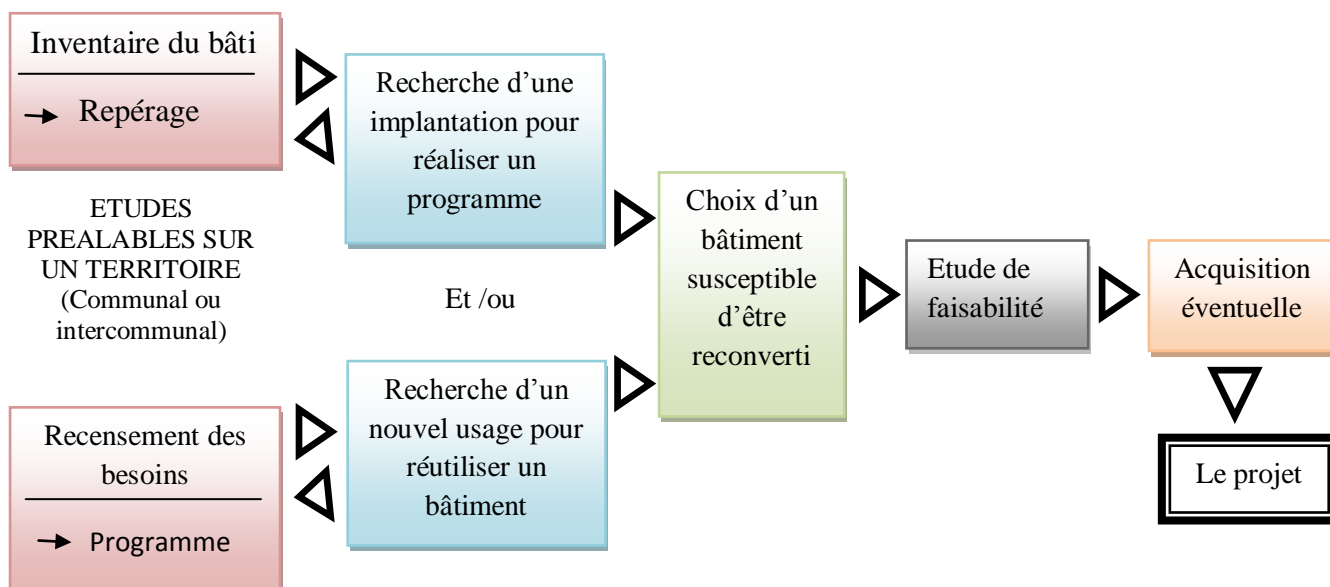 Inventaire du bâti
→ Repérage
ETUDES
PREALABLES SUR
UN TERRITOIRE
(Communal ou
intercommunal)
Recensement des
besoins
→ Programme
Recherche d’une
implantation pour
réaliser un
programme
Et /ou
Recherche d’un
nouvel usage pour
réutiliser un
bâtiment
Choix d’un
bâtiment
susceptible
d’être
reconverti
Etude de
faisabilité
Acquisition
éventuelle
Le projet